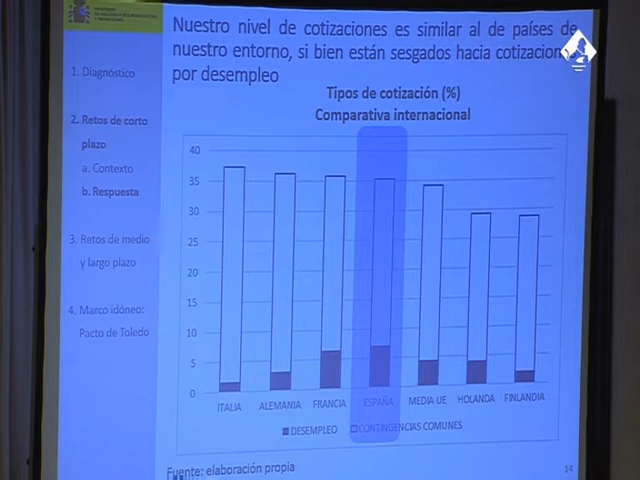 Nuestro nivel de cotizaciones es similar al de países de
nuestro entorno, si bien están sesgados hacia
por desempleo
Tipos de cotización (%)
Comparativa internacional
1. Diagnóstico
2. Retos de corto
plazo
a. Contexto
b. Respuesta
3. Retos de medio
y largo plazo
4. Marco idóneo:
Pacto de Toledo
40
35
30
25
20
15
10
5
0
ITALIA ALEMANIA FRANCIA ESPAÑA MEDIA UE HOLANDA FINLANDIA
DESEMPLEO CONTINGENCIAS COMUNES
Fuente: elaboración propia
14